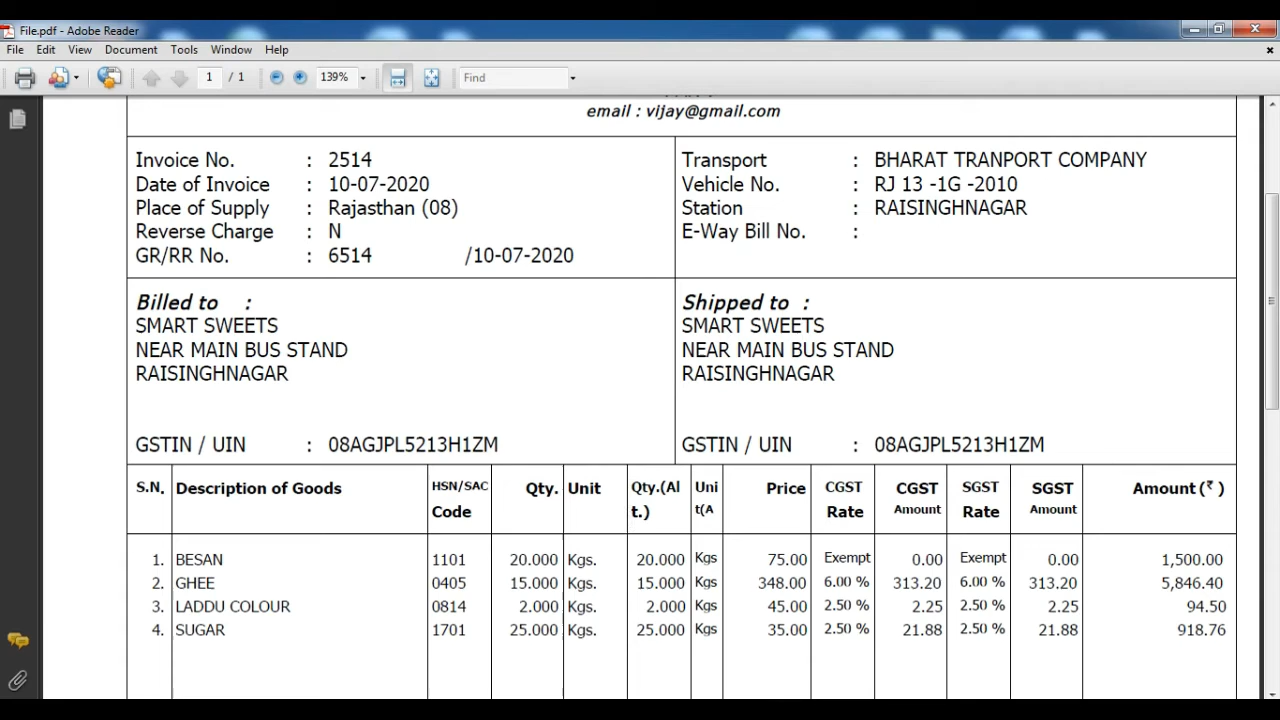 File.pdf - Adobe Reader
File Edit View Document Tools Window Help
1 / 1 139% Find
email : vijay@gmail.com
Invoice No. : 2514
Date of Invoice : 10-07-2020
Place of Supply : Rajasthan (08)
Reverse Charge : N
GR/RR No. : 6514 /10-07-2020
Transport : BHARAT TRANPORT COMPANY
Vehicle No. : RJ 13 -1G -2010
Station : RAISINGHNAGAR
E-Way Bill No. :
Billed to :
SMART SWEETS
NEAR MAIN BUS STAND
RAISINGHNAGAR
GSTIN / UIN : 08AGJPL5213H1ZM
Shipped to :
SMART SWEETS
NEAR MAIN BUS STAND
RAISINGHNAGAR
GSTIN / UIN : 08AGJPL5213H1ZM
S.N. Description of Goods HSN/SAC Qty. Unit Qty.(Al Uni Price CGST CGST SGST SGST Amount (₹ )
Code t.) t(A Rate Amount Rate Amount
1. BESAN 1101 20.000 Kgs. 20.000 Kgs 75.00 Exempt 0.00 Exempt 0.00 1,500.00
2. GHEE 0405 15.000 Kgs. 15.000 Kgs 348.00 6.00 % 313.20 6.00 % 313.20 5,846.40
3. LADDU COLOUR 0814 2.000 Kgs. 2.000 Kgs 45.00 2.50 % 2.25 2.50 % 2.25 94.50
4. SUGAR 1701 25.000 Kgs. 25.000 Kgs 35.00 2.50 % 21.88 2.50 % 21.88 918.76